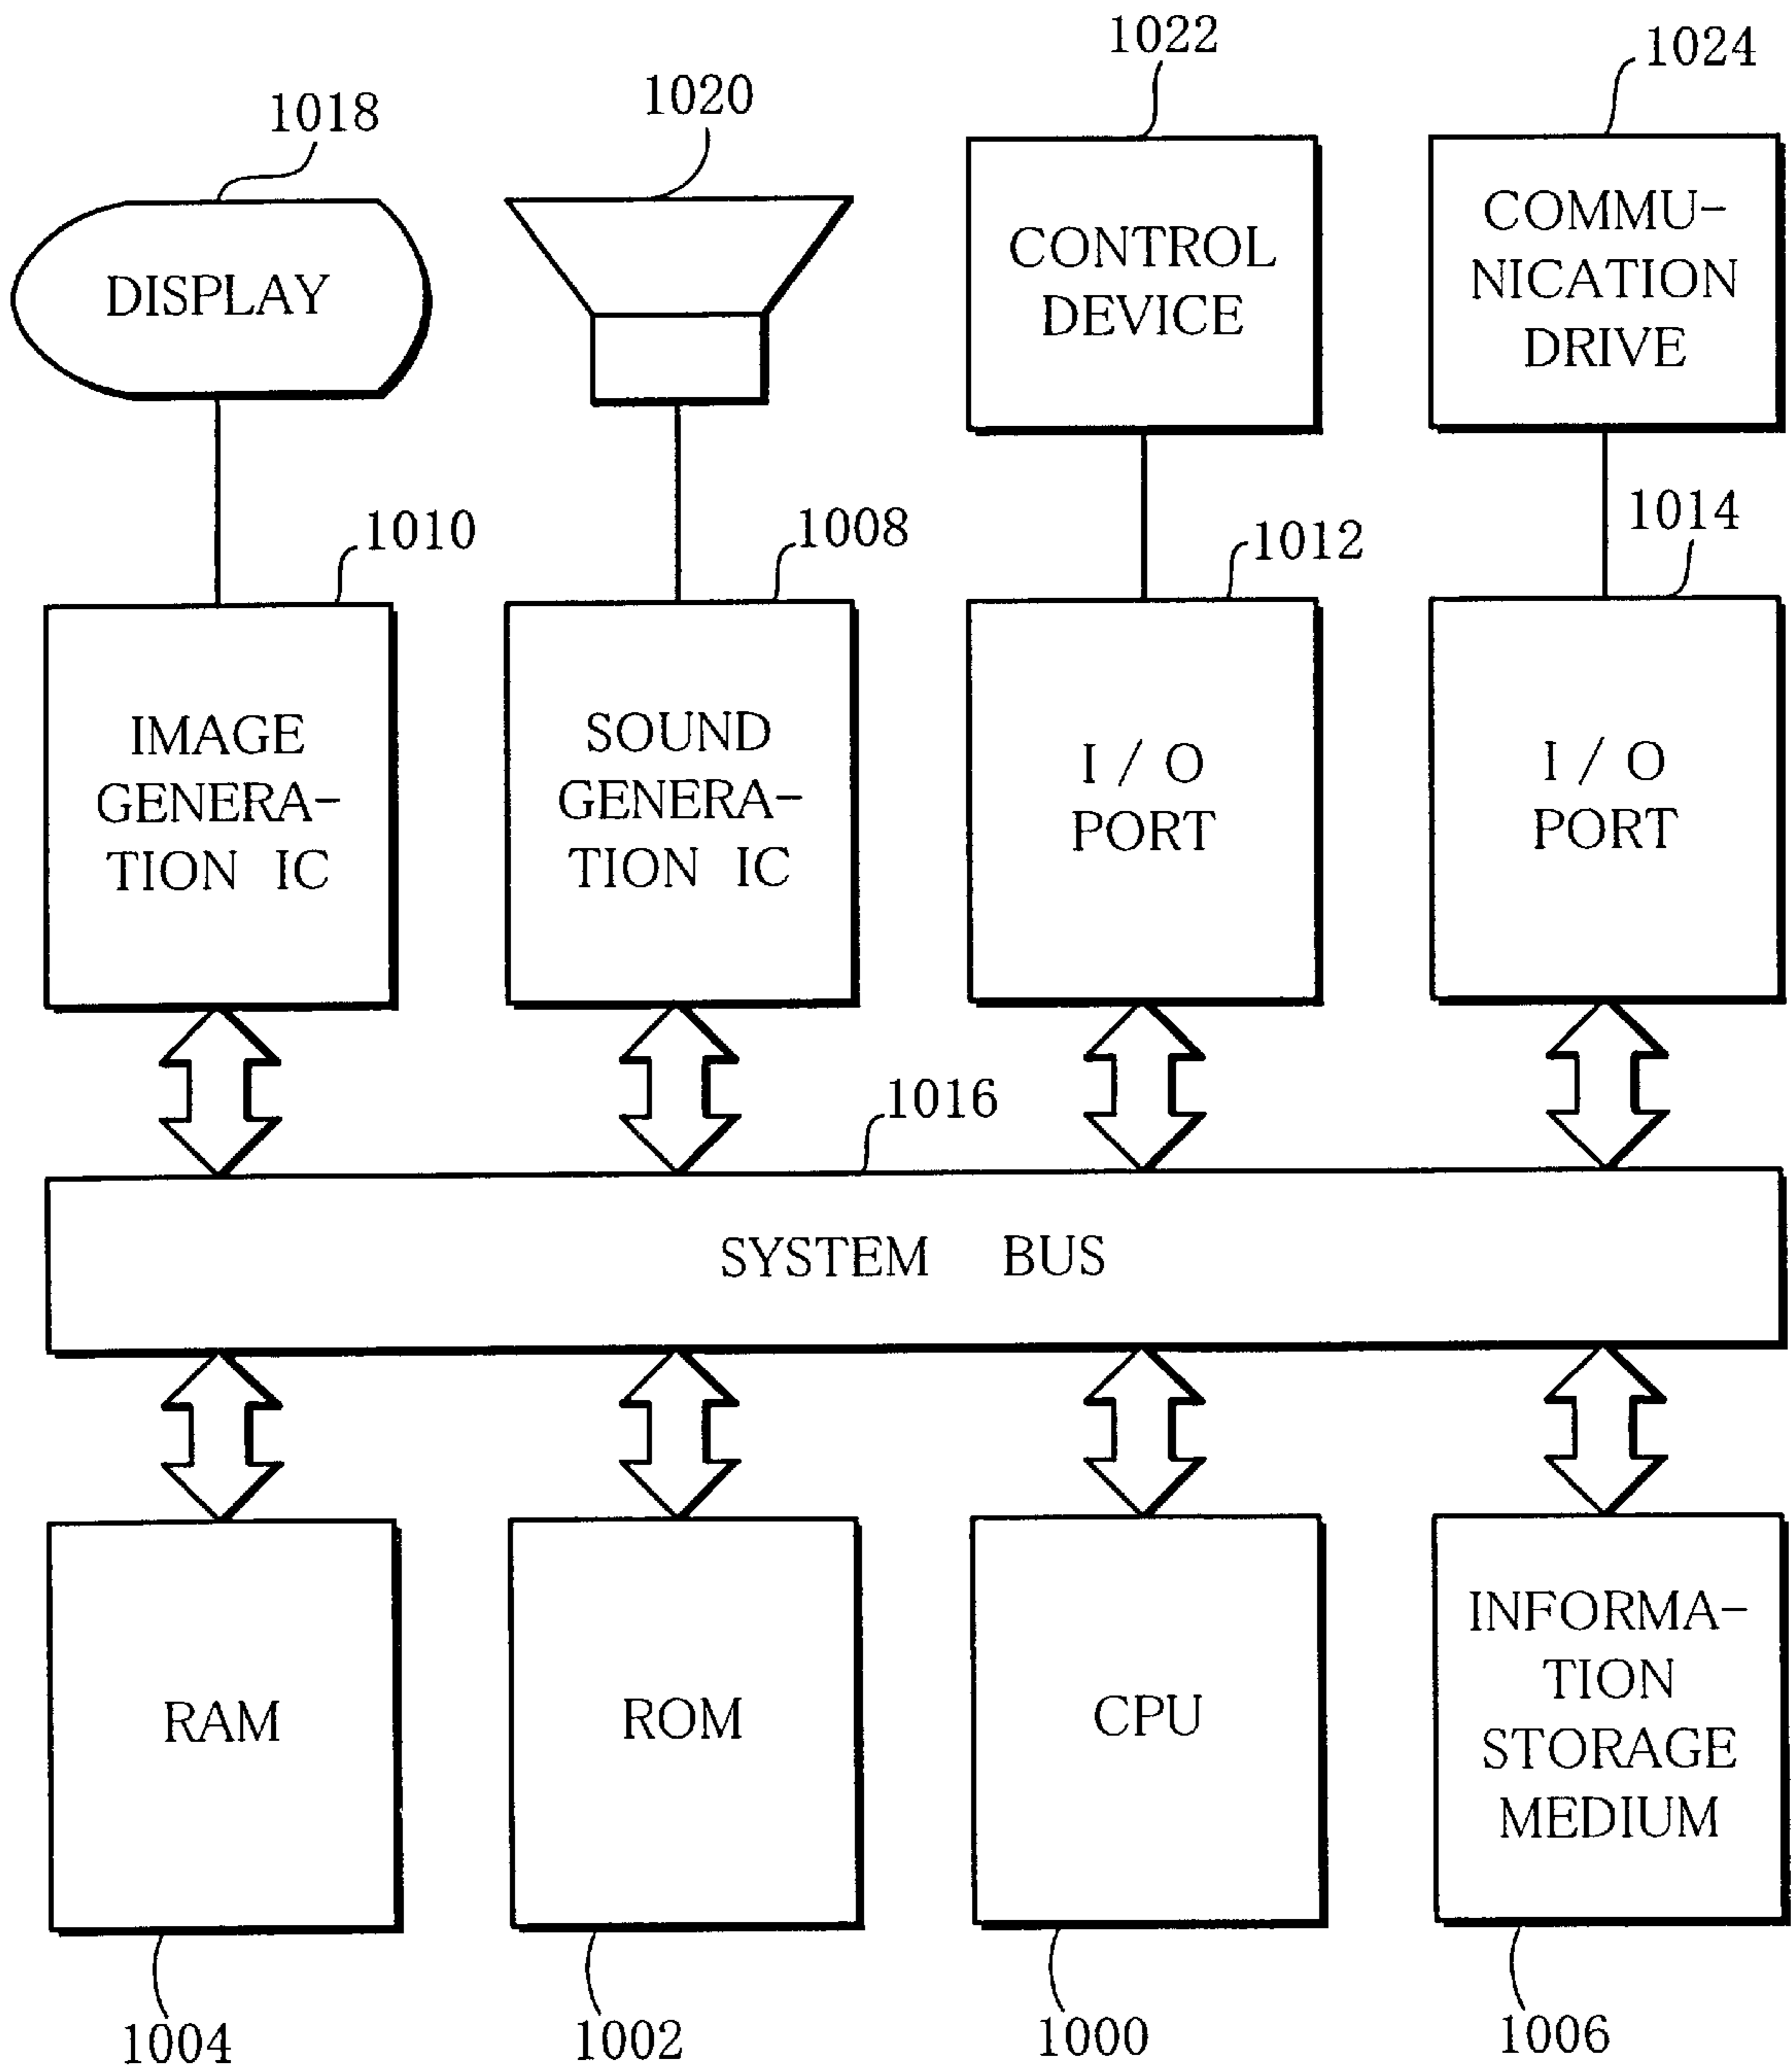 1022
1024
1020
1018
COMMU-
NICATION
DRIVE
CONTROL
DEVICE
DISPLAY
1010
1008
1012
1014
IMAGE
GENERA-
TION IC
SOUND
GENERA-
TION IC
I / O
PORT
I / O
PORT
1016
SYSTEM BUS
RAM
ROM
CPU
INFORMA-
TION
STORAGE
MEDIUM
1004
1002
1000
1006